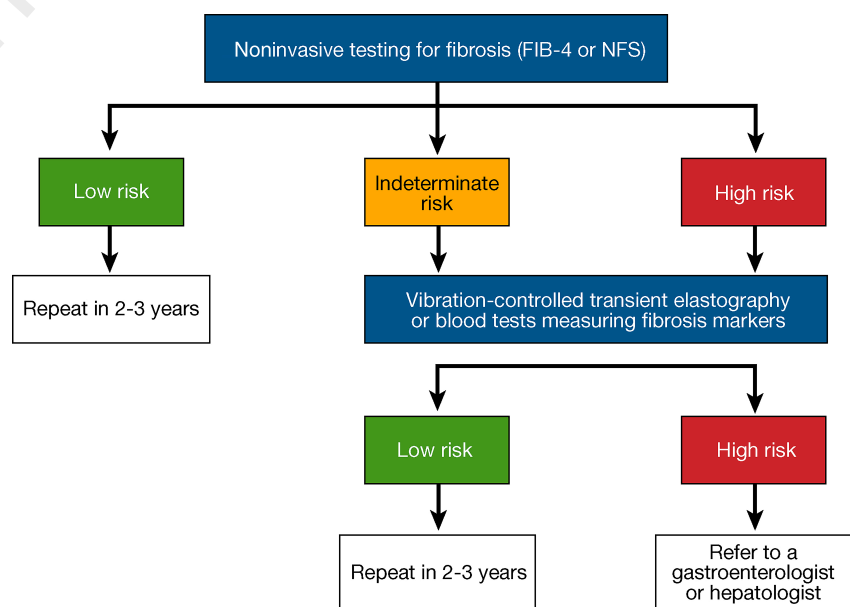 Noninvasive testing for fibrosis (FIB-4 or NFS)
Low risk
Indeterminate
risk
High risk
Repeat in 2-3 years
Vibration-controlled transient elastography
or blood tests measuring fibrosis markers
Low risk
High risk
Repeat in 2-3 years
Refer to a
gastroenterologist
or hepatologist